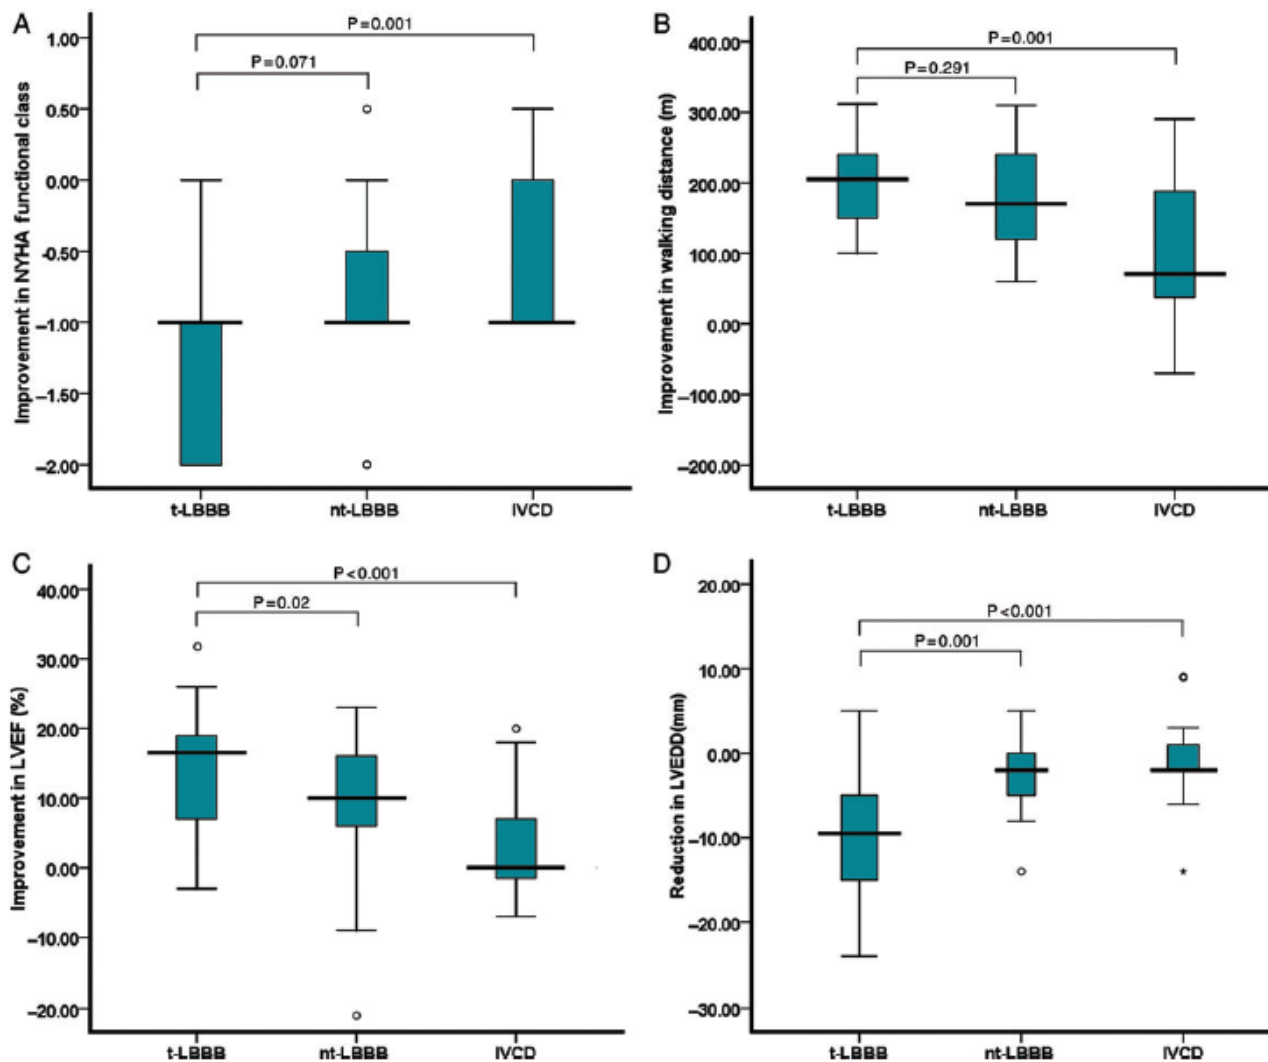 A
P=0.001
P=0.071
Improvement in NYHA functional class
1.00
0.50
0.00
-0.50
-1.00
-1.50
-2.00
t-LBBB nt-LBBB IVCD
B
P=0.001
P=0.291
Improvement in walking distance (m)
400.00
300.00
200.00
100.00
0.00
-100.00
-200.00
t-LBBB nt-LBBB IVCD
C
P<0.001
P=0.02
Improvement in LVEF (%)
40.00
30.00
20.00
10.00
0.00
-10.00
-20.00
t-LBBB nt-LBBB IVCD
D
P<0.001
P=0.001
Reduction in LVEDD(mm)
20.00
10.00
0.00
-10.00
-20.00
-30.00
t-LBBB nt-LBBB IVCD